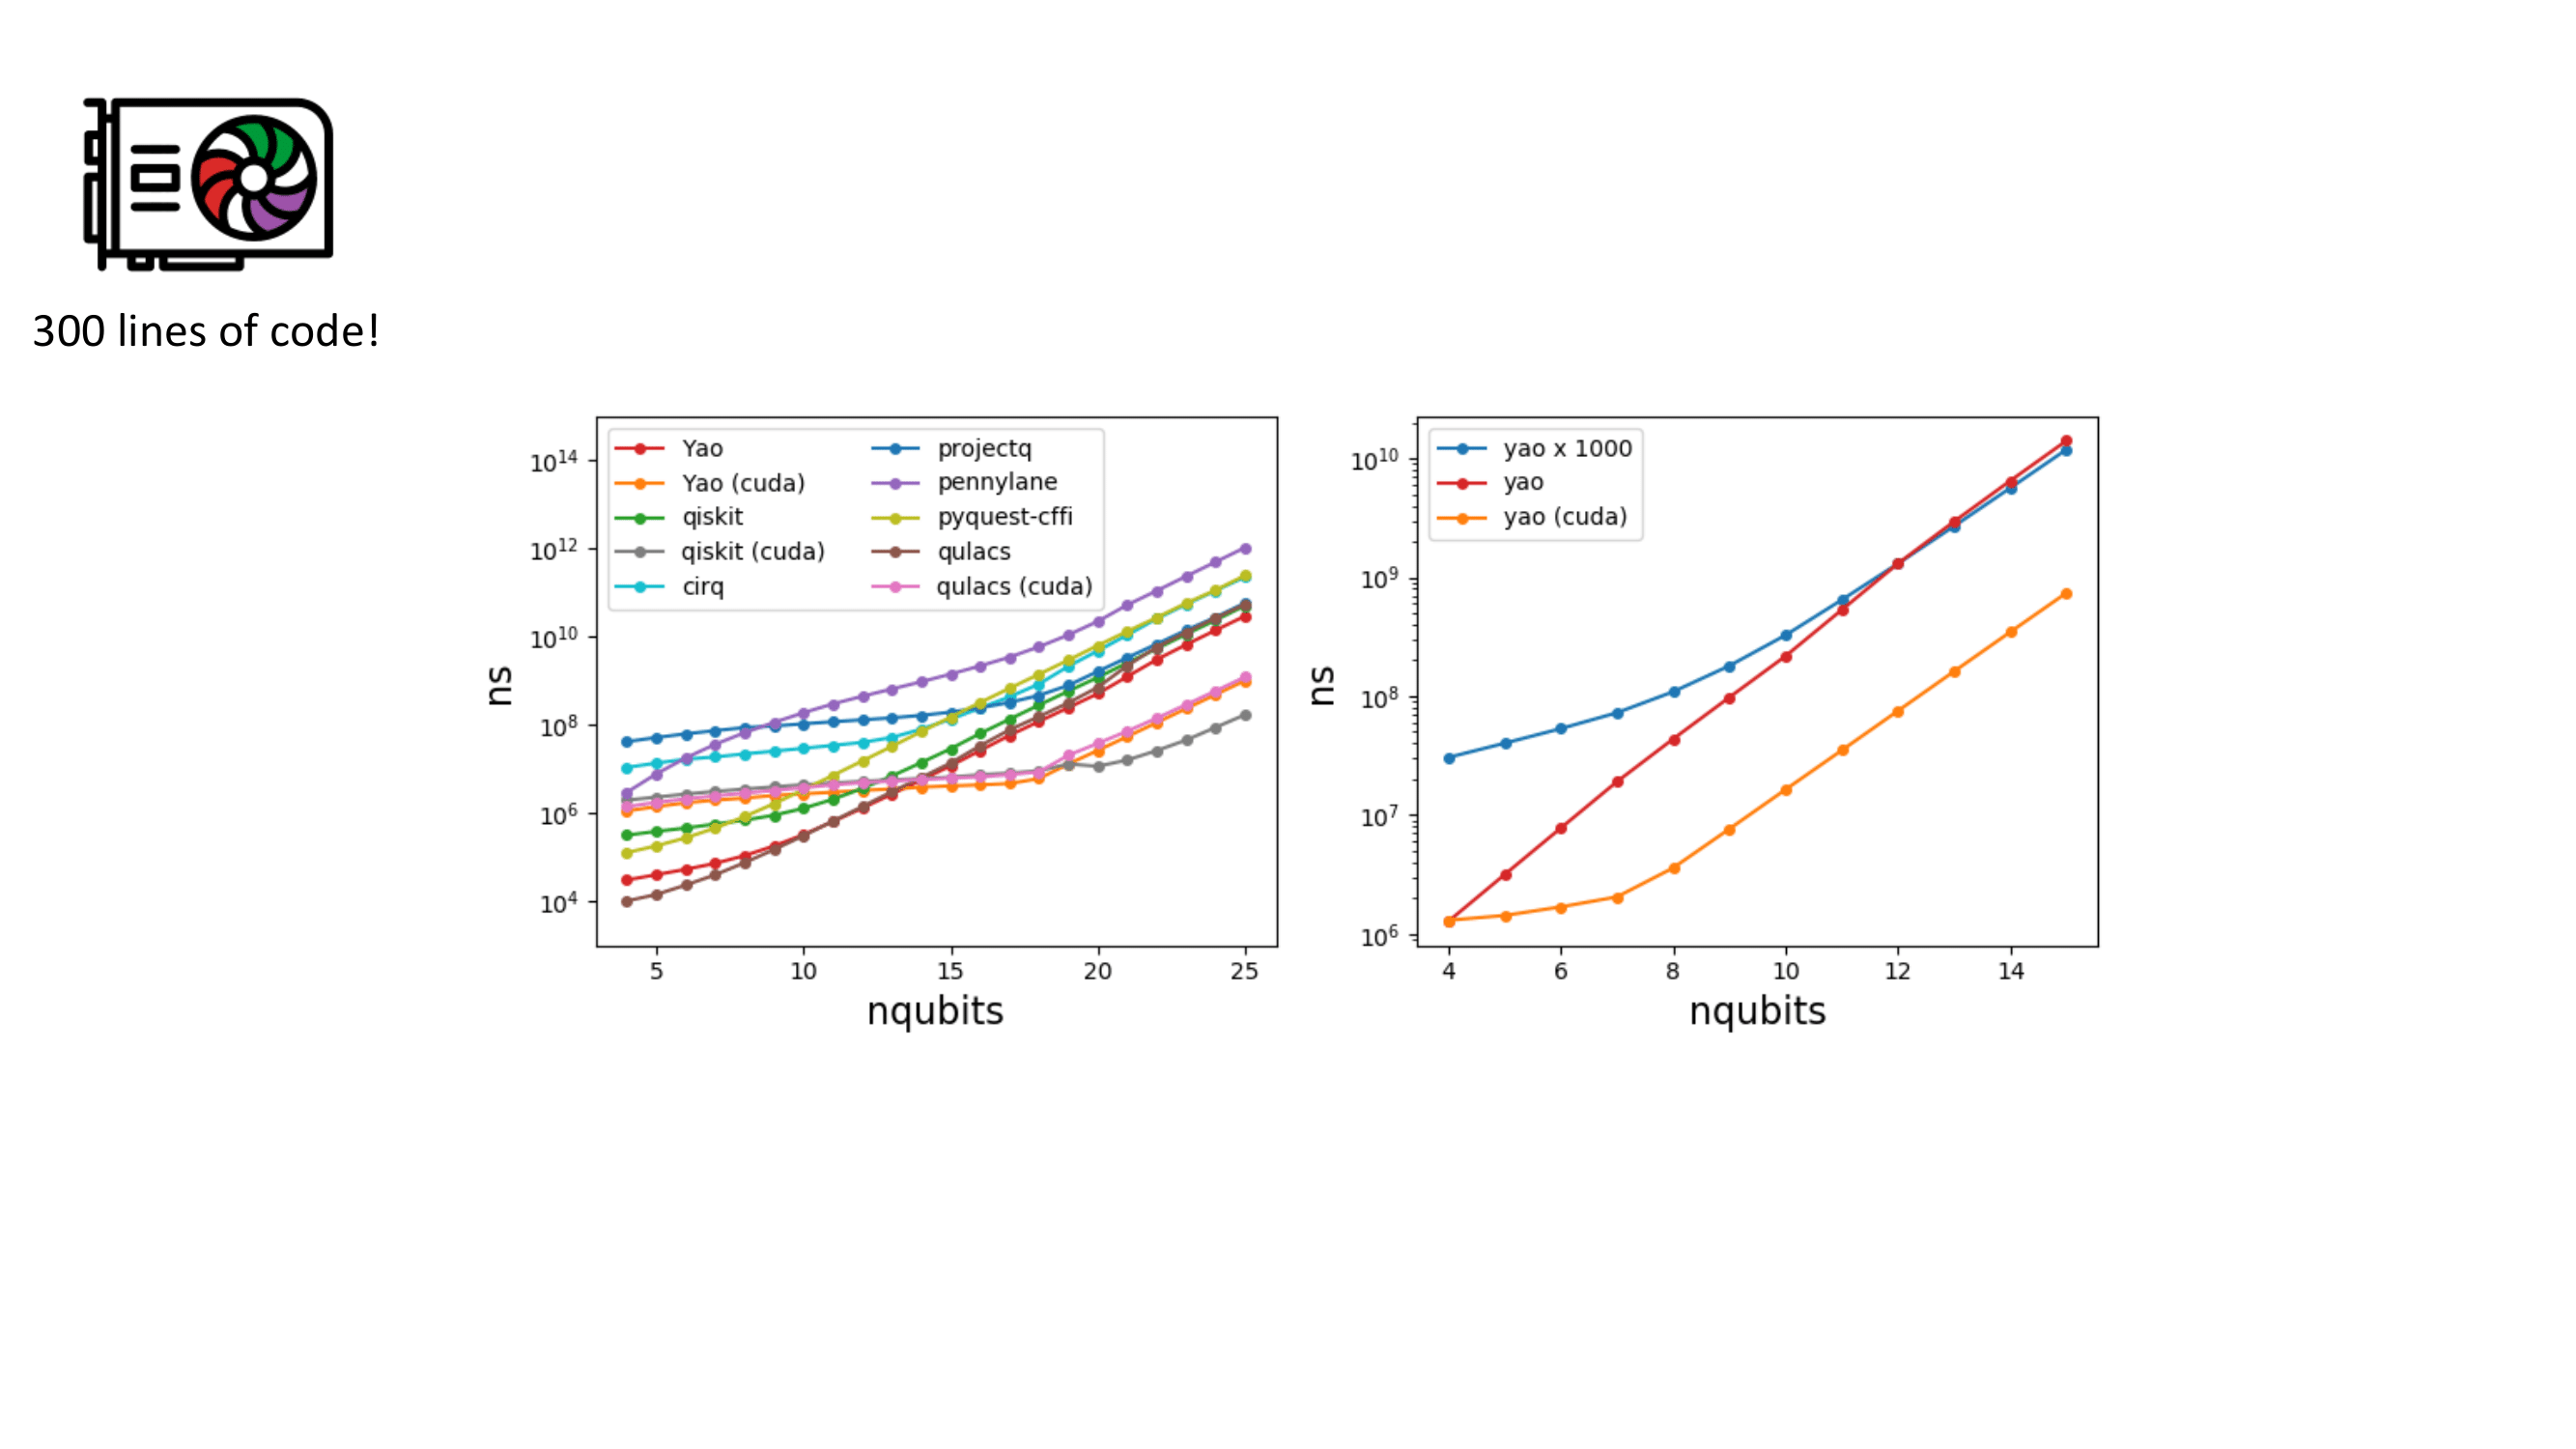 300 lines of code!
Yao
Yao (cuda)
qiskit
qiskit (cuda)
cirq
projectq
pennylane
pyquest-cffi
qulacs
qulacs (cuda)
10^14
10^12
10^10
10^8
10^6
10^4
ns
5 10 15 20 25
nqubits
yao x 1000
yao
yao (cuda)
10^10
10^9
10^8
10^7
10^6
ns
4 6 8 10 12 14
nqubits